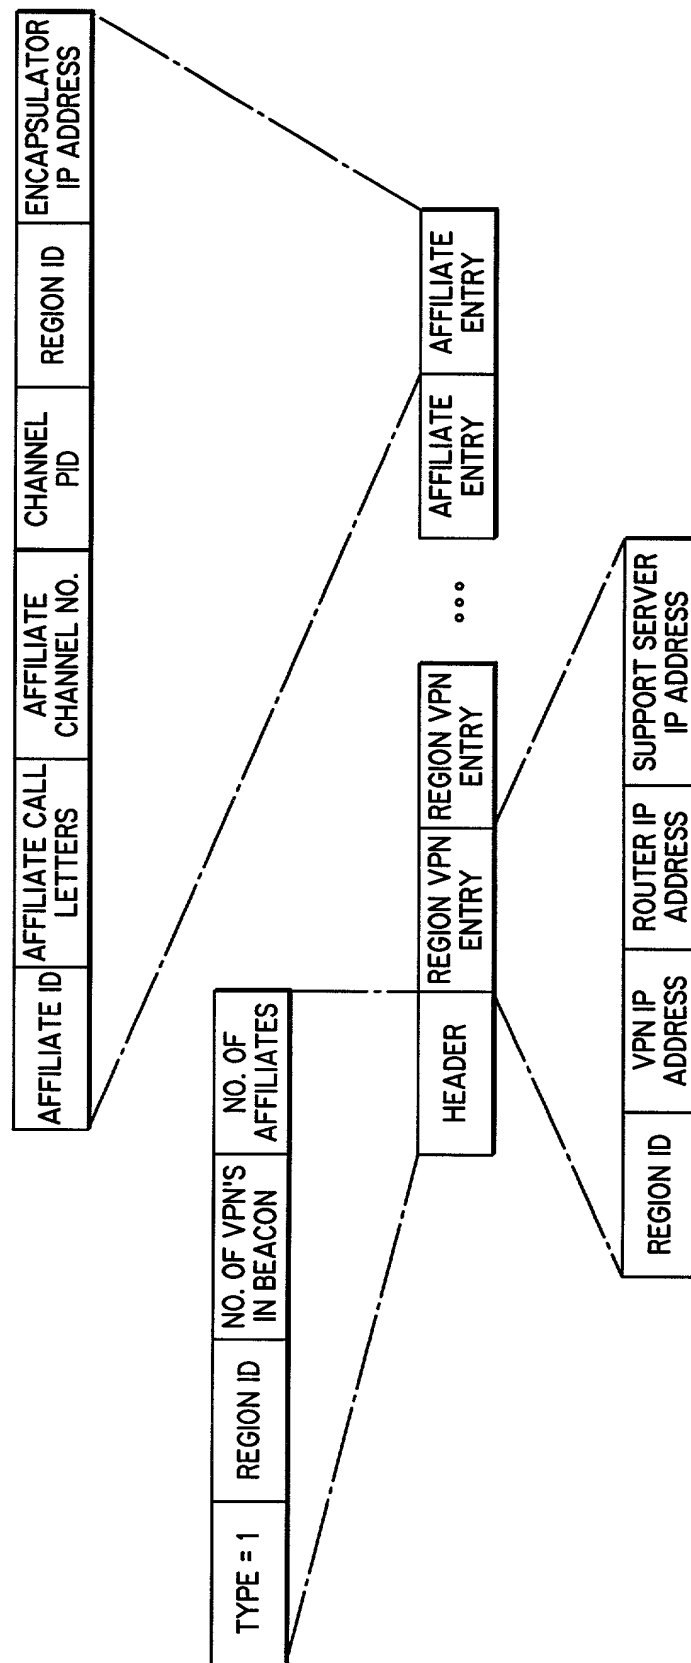 AFFILIATE ID
AFFILIATE CALL
LETTERS
AFFILIATE
CHANNEL NO.
CHANNEL
PID
REGION ID
ENCAPSULATOR
IP ADDRESS
TYPE = 1
REGION ID
NO. OF VPN'S
IN BEACON
NO. OF
AFFILIATES
HEADER
REGION VPN
ENTRY
REGION VPN
ENTRY
AFFILIATE
ENTRY
AFFILIATE
ENTRY
REGION ID
VPN IP
ADDRESS
ROUTER IP
ADDRESS
SUPPORT SERVER
IP ADDRESS